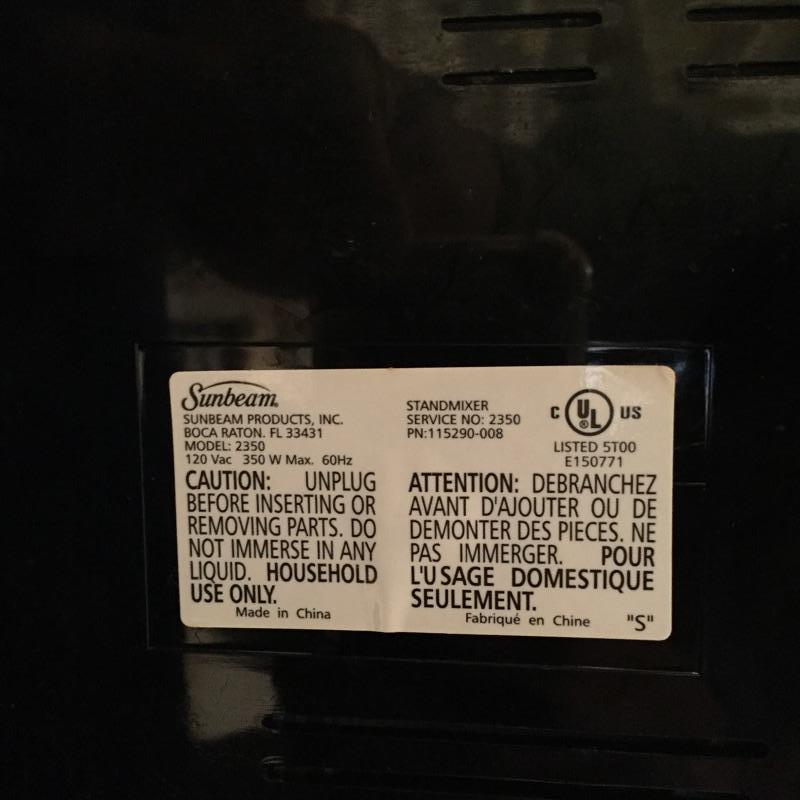 Sunbeam
SUNBEAM PRODUCTS, INC.
BOCA RATON. FL 33431
MODEL: 2350
120 Vac 350 W Max. 60Hz
CAUTION: UNPLUG
BEFORE INSERTING OR
REMOVING PARTS. DO
NOT IMMERSE IN ANY
LIQUID. HOUSEHOLD
USE ONLY.
Made in China
STANDMIXER
SERVICE NO: 2350
PN:115290-008
C UL ® US
LISTED 5T00
E150771
ATTENTION: DEBRANCHEZ
AVANT D'AJOUTER OU DE
DEMONTER DES PIECES. NE
PAS IMMERGER. POUR
L'USAGE DOMESTIQUE
SEULEMENT.
Fabriqué en Chine "S"